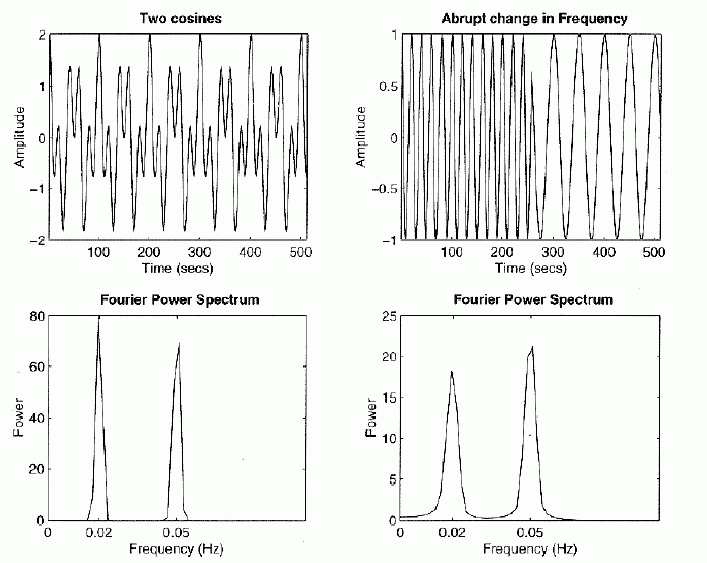 Two cosines
2
1
0
−1
−2
Amplitude
100 200 300 400 500
Time (secs)
Abrupt change in Frequency
1
0.5
0
−0.5
−1
Amplitude
100 200 300 400 500
Time (secs)
Fourier Power Spectrum
80
60
40
20
0
Power
0 0.02 0.05
Frequency (Hz)
Fourier Power Spectrum
25
20
15
10
5
0
Power
0 0.02 0.05
Frequency (Hz)